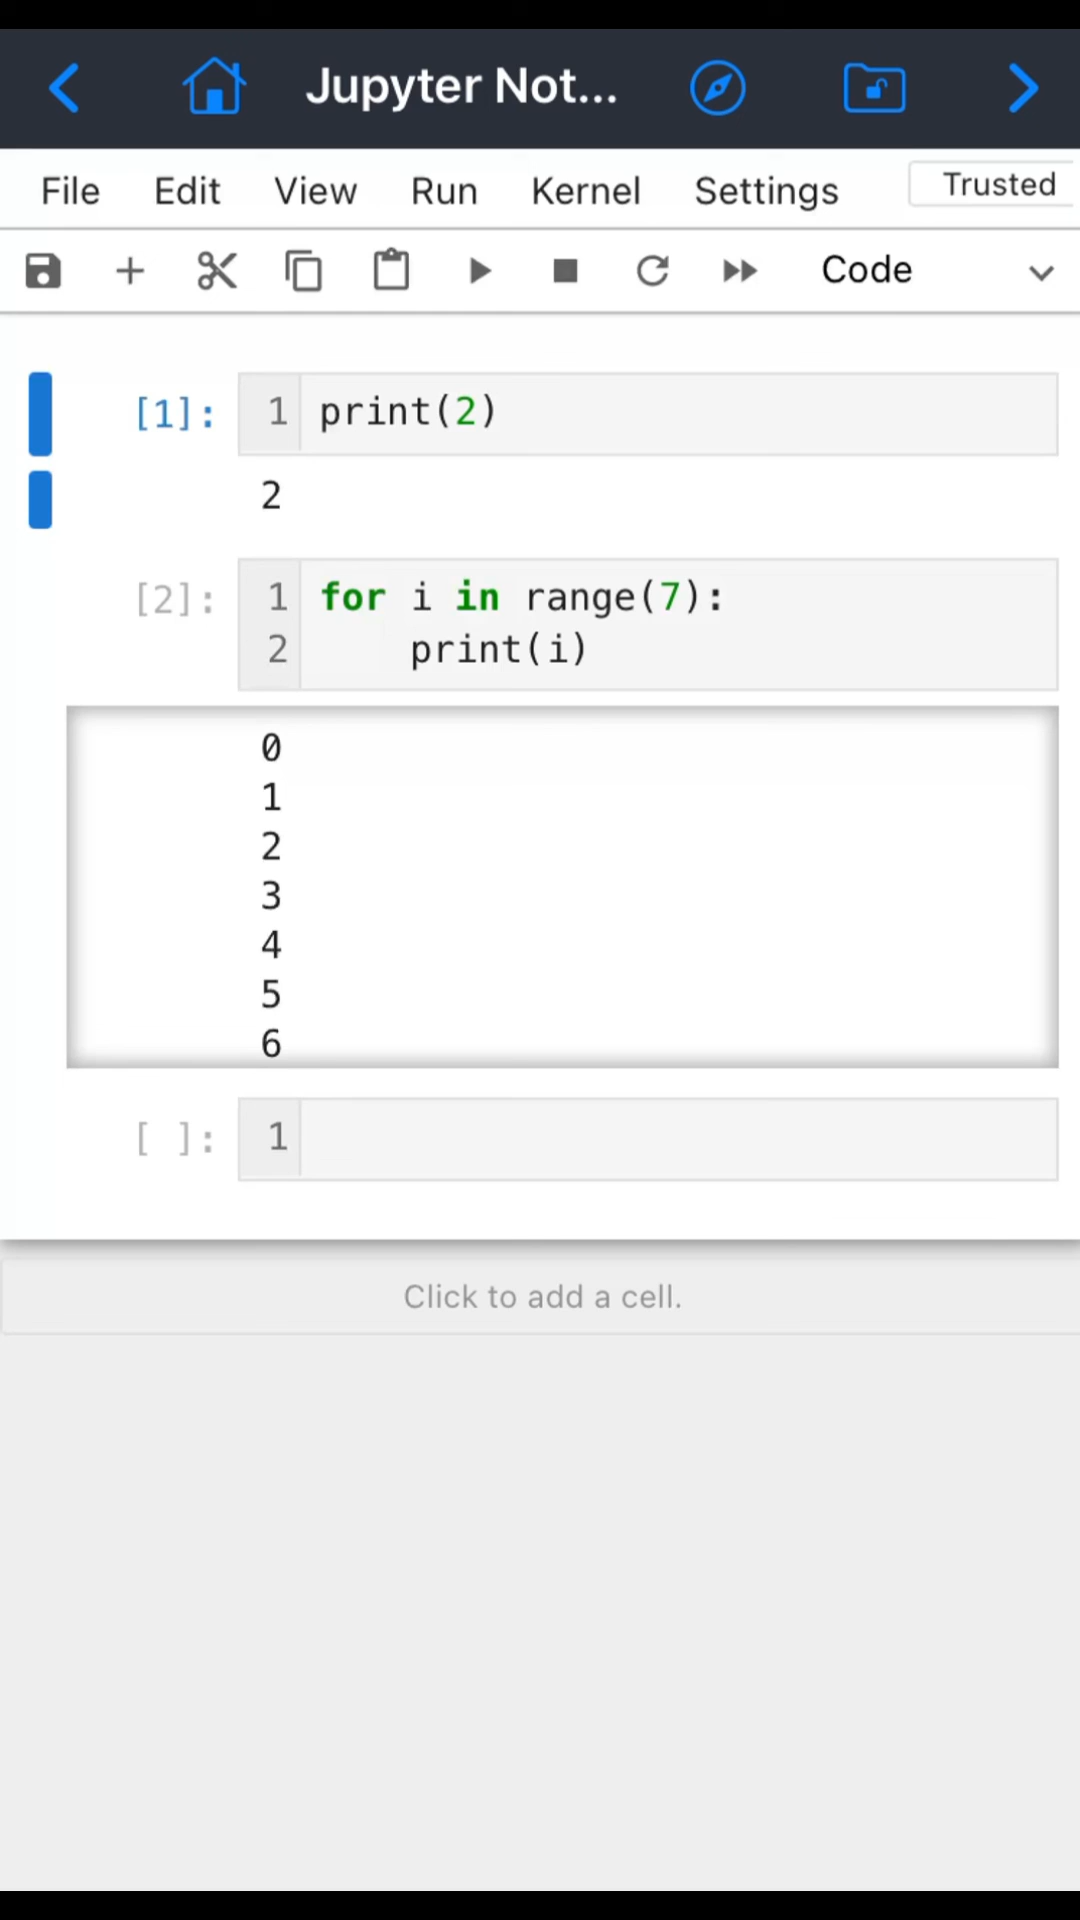 Jupyter Not...
File Edit View Run Kernel Settings Trusted
Code
[1]: 1 print(2)
2
[2]: 1 for i in range(7):
2     print(i)
0
1
2
3
4
5
6
[ ]: 1
Click to add a cell.